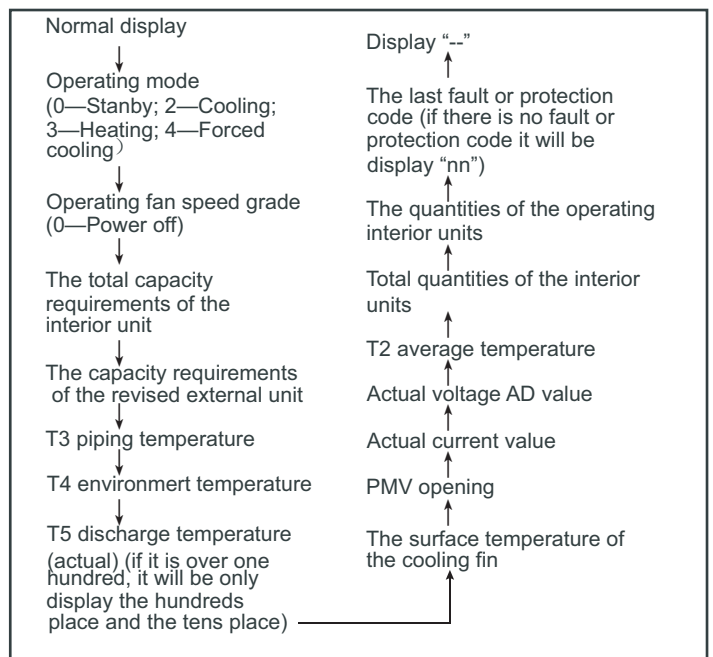 Normal display
Operating mode
(0—Stanby; 2—Cooling;
3—Heating; 4—Forced
cooling）
Operating fan speed grade
(0—Power off)
The total capacity
requirements of the
interior unit
The capacity requirements
of the revised external unit
T3 piping temperature
T4 environmert temperature
T5 discharge temperature
(actual) (if it is over one
hundred, it will be only
display the hundreds
place and the tens place)
The surface temperature of
the cooling fin
PMV opening
Actual current value
Actual voltage AD value
T2 average temperature
Total quantities of the interior
units
The quantities of the operating
interior units
The last fault or protection
code (if there is no fault or
protection code it will be
display “nn”)
Display “--”